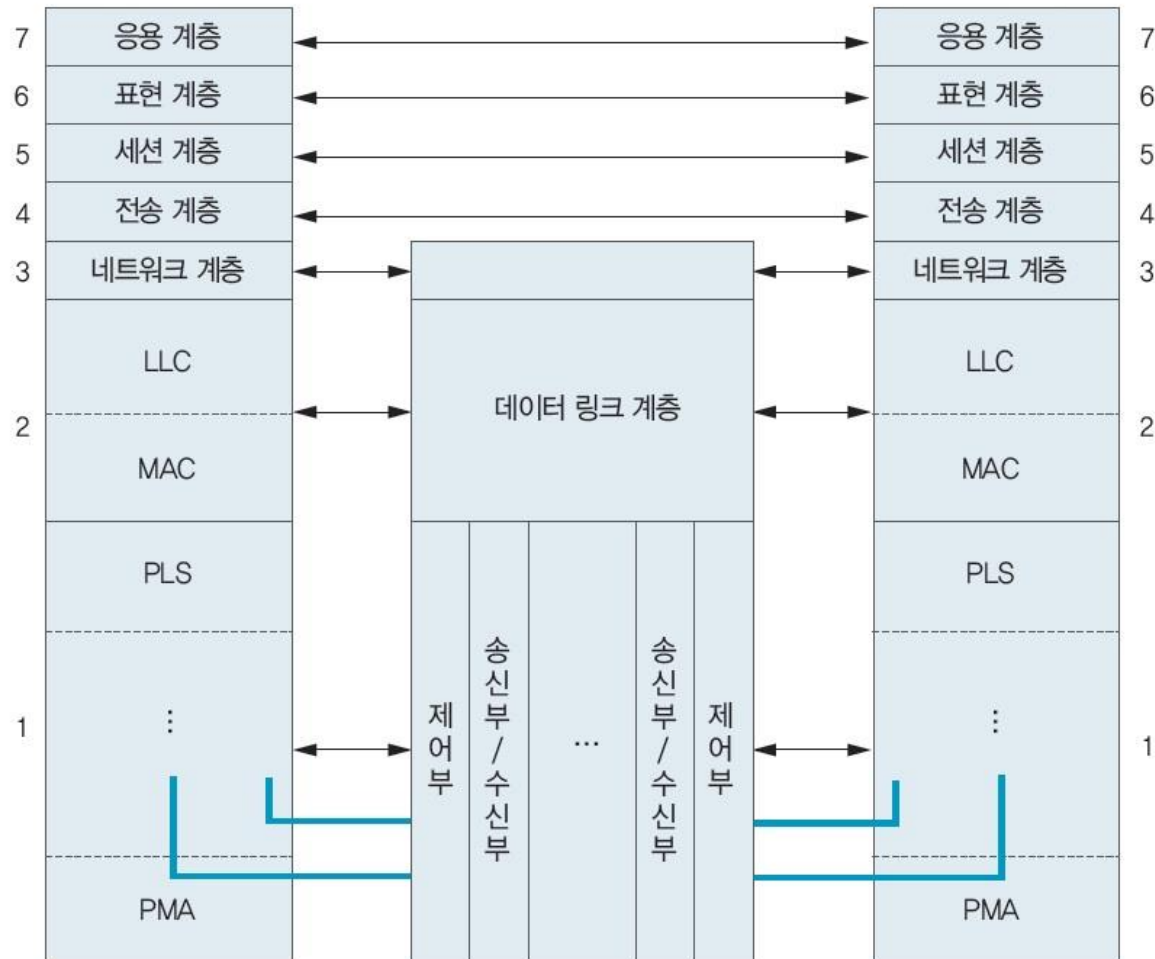 7 응용 계층 응용 계층 7
6 표현 계층 표현 계층 6
5 세션 계층 세션 계층 5
4 전송 계층 전송 계층 4
3 네트워크 계층 네트워크 계층 3
LLC LLC
데이터 링크 계층
2 2
MAC MAC
PLS PLS
1 ⋮ ⋮ 1
제어부
송신부/수신부
…
송신부/수신부
제어부
PMA PMA